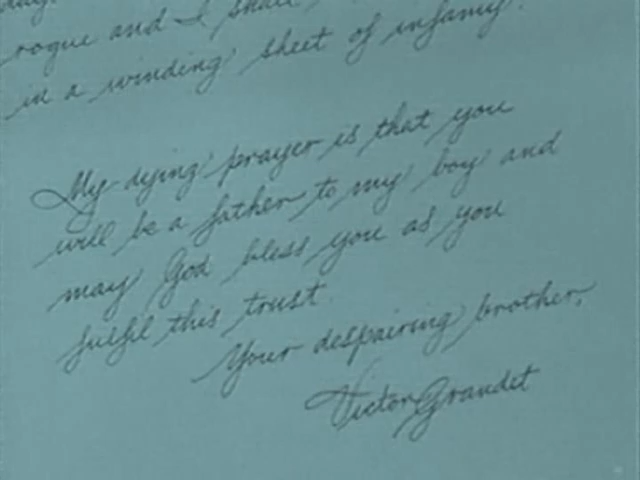 rogue and I shall
in a winding sheet of infamy.
My dying prayer is that you
will be a father to my boy and
may God bless you as you
fulfil this trust.
Your despairing brother,
Victor Grandet